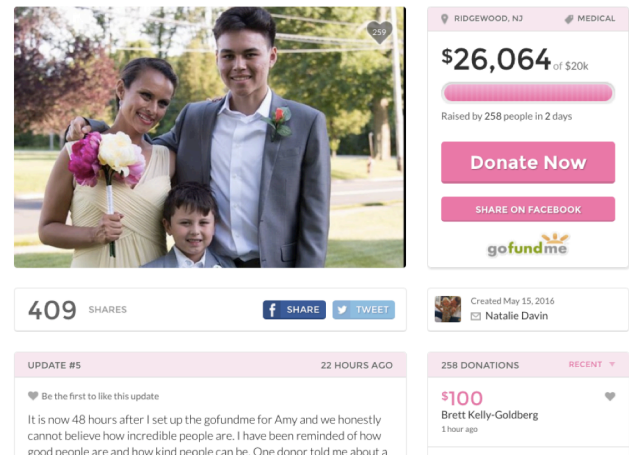 259
RIDGEWOOD, NJ
MEDICAL
$26,064 of $20k
Raised by 258 people in 2 days
Donate Now
SHARE ON FACEBOOK
gofundme
409 SHARES
f SHARE
TWEET
Created May 15, 2016
Natalie Davin
UPDATE #5
22 HOURS AGO
Be the first to like this update
It is now 48 hours after I set up the gofundme for Amy and we honestly
cannot believe how incredible people are. I have been reminded of how
good people are and how kind people can be. One donor told me about a
258 DONATIONS
RECENT
$100
Brett Kelly-Goldberg
1 hour ago